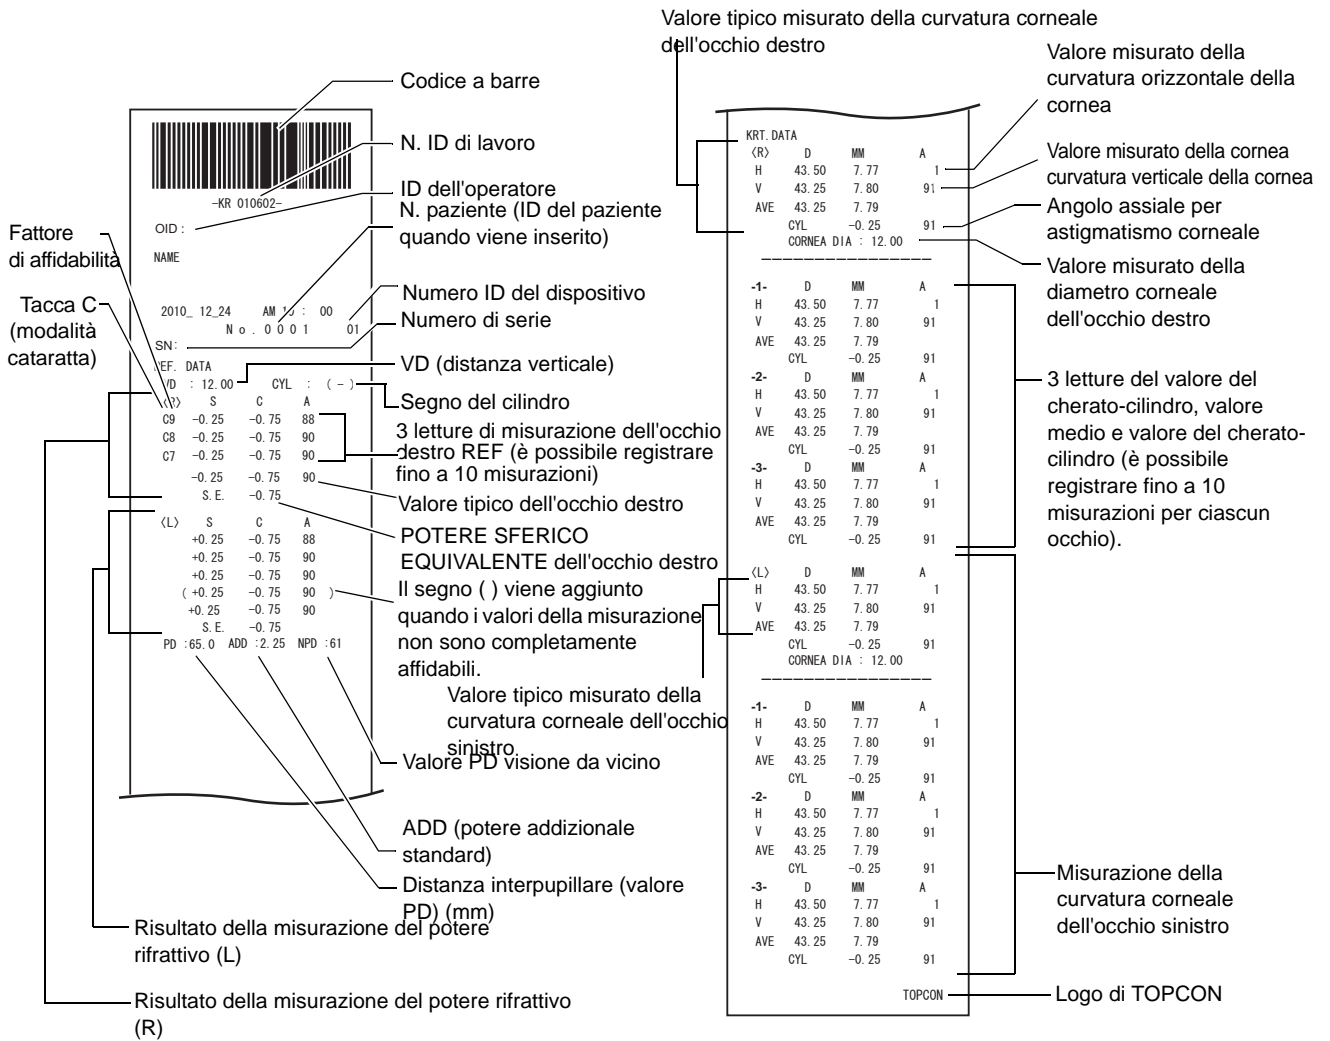 Valore tipico misurato della curvatura corneale
dell'occhio destro
Codice a barre
N. ID di lavoro
ID dell'operatore
N. paziente (ID del paziente
quando viene inserito)
Fattore
di affidabilità
Tacca C
(modalità
cataratta)
Numero ID del dispositivo
Numero di serie
VD (distanza verticale)
Segno del cilindro
3 letture di misurazione dell'occhio
destro REF (è possibile registrare
fino a 10 misurazioni)
Valore tipico dell'occhio destro
POTERE SFERICO
EQUIVALENTE dell'occhio destro
Il segno ( ) viene aggiunto
quando i valori della misurazione
non sono completamente
affidabili.
Valore tipico misurato della
curvatura corneale dell'occhio
sinistro
Valore PD visione da vicino
ADD (potere addizionale
standard)
Distanza interpupillare (valore
PD) (mm)
Risultato della misurazione del potere
rifrattivo (L)
Risultato della misurazione del potere rifrattivo
(R)
-KR 010602-
OID :
NAME
2010_ 12_24 AM 10 : 00
No. 0001 01
SN:
REF. DATA
VD : 12.00 CYL : (-)
<R> S C A
C9 -0.25 -0.75 88
C8 -0.25 -0.75 90
C7 -0.25 -0.75 90
-0.25 -0.75 90
S.E. -0.75
<L> S C A
+0.25 -0.75 88
+0.25 -0.75 90
+0.25 -0.75 90
( +0.25 -0.75 90 )
+0.25 -0.75 90
S.E. -0.75
PD :65.0 ADD :2.25 NPD :61
KRT.DATA
<R> D MM A
H 43.50 7.77 1
V 43.25 7.80 91
AVE 43.25 7.79
CYL -0.25 91
CORNEA DIA : 12.00
-1- D MM A
H 43.50 7.77 1
V 43.25 7.80 91
AVE 43.25 7.79
CYL -0.25 91
-2- D MM A
H 43.50 7.77 1
V 43.25 7.80 91
AVE 43.25 7.79
CYL -0.25 91
-3- D MM A
H 43.50 7.77 1
V 43.25 7.80 91
AVE 43.25 7.79
CYL -0.25 91
<L> D MM A
H 43.50 7.77 1
V 43.25 7.80 91
AVE 43.25 7.79
CYL -0.25 91
CORNEA DIA : 12.00
-1- D MM A
H 43.50 7.77 1
V 43.25 7.80 91
AVE 43.25 7.79
CYL -0.25 91
-2- D MM A
H 43.50 7.77 1
V 43.25 7.80 91
AVE 43.25 7.79
CYL -0.25 91
-3- D MM A
H 43.50 7.77 1
V 43.25 7.80 91
AVE 43.25 7.79
CYL -0.25 91
TOPCON
Valore misurato della
curvatura orizzontale della
cornea
Valore misurato della cornea
curvatura verticale della cornea
Angolo assiale per
astigmatismo corneale
Valore misurato della
diametro corneale
dell'occhio destro
3 letture del valore del
cherato-cilindro, valore
medio e valore del cherato-
cilindro (è possibile
registrare fino a 10
misurazioni per ciascun
occhio).
Misurazione della
curvatura corneale
dell'occhio sinistro
Logo di TOPCON